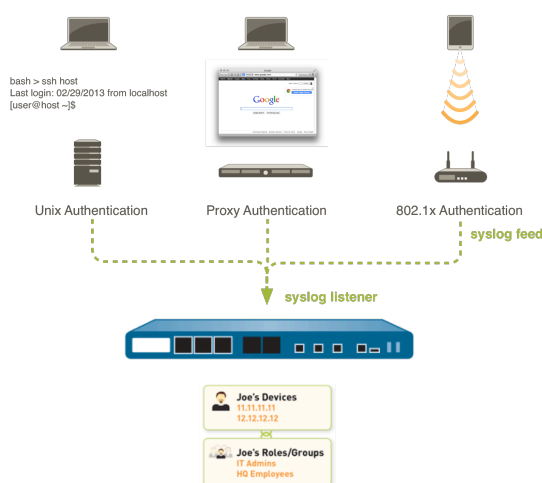 bash > ssh host
Last login: 02/29/2013 from localhost
[user@host ~]$
Google
Unix Authentication
Proxy Authentication
802.1x Authentication
syslog feed
syslog listener
Joe's Devices
11.11.11.11
12.12.12.12
Joe's Roles/Groups
IT Admins
HQ Employees